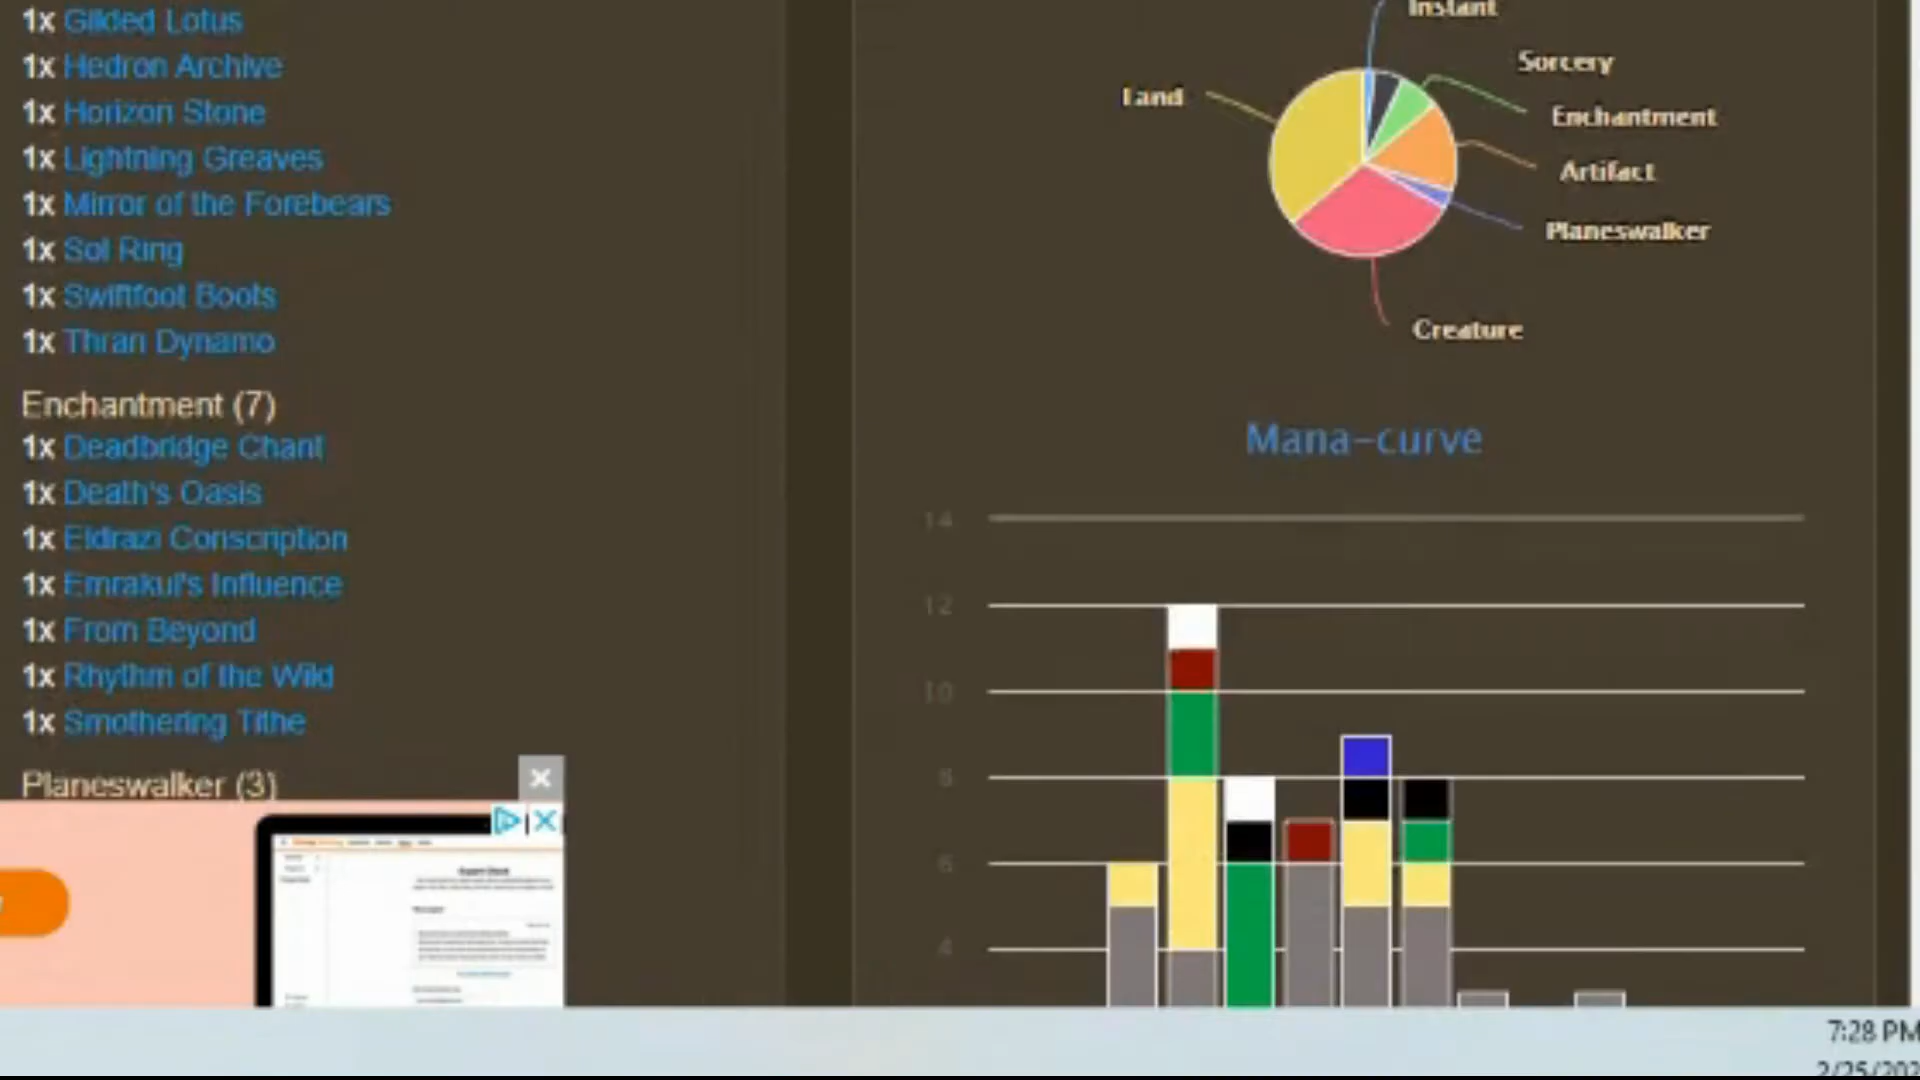 1x Gilded Lotus
1x Hedron Archive
1x Horizon Stone
1x Lightning Greaves
1x Mirror of the Forebears
1x Sol Ring
1x Swiftfoot Boots
1x Thran Dynamo
Enchantment (7)
1x Deadbridge Chant
1x Death's Oasis
1x Eldrazi Conscription
1x Emrakul's Influence
1x From Beyond
1x Rhythm of the Wild
1x Smothering Tithe
Planeswalker (3)
Instant
Sorcery
Land
Enchantment
Artifact
Planeswalker
Creature
Mana-curve
14
12
10
8
6
4
7:28 PM
2/25/202